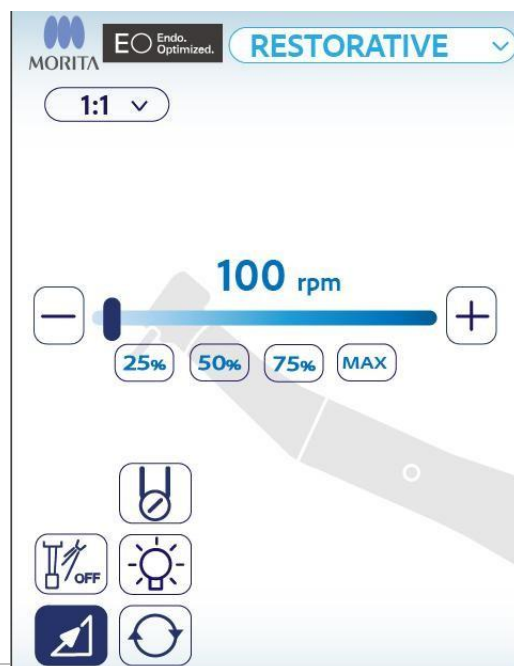 MORITA
EO Endo.
Optimized.
RESTORATIVE
1:1
100 rpm
25% 50% 75% MAX
OFF